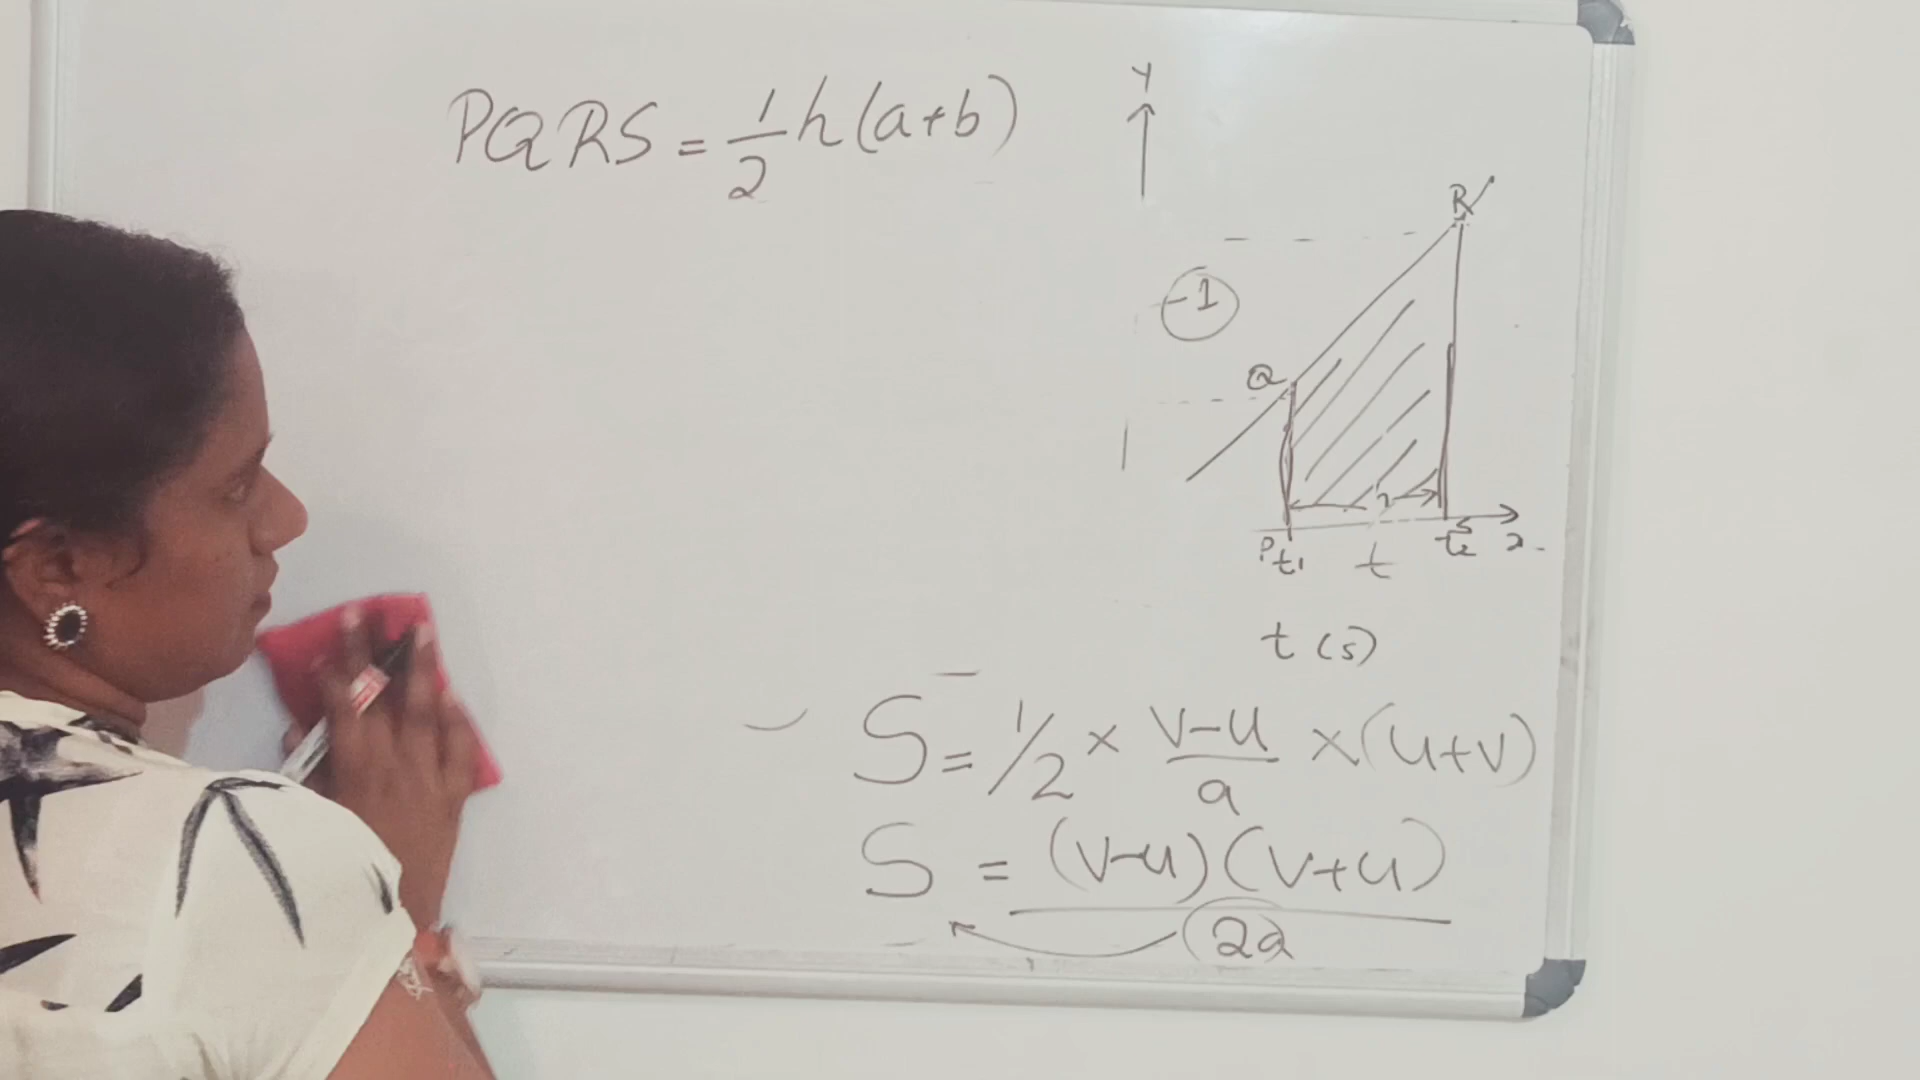 PQRS = 1/2 h(a+b)
Y
R
-1
Q
P t1 t t2 S
t (s)
S = 1/2 × v-u/a × (u+v)
S = (v-u)(v+u)/2a